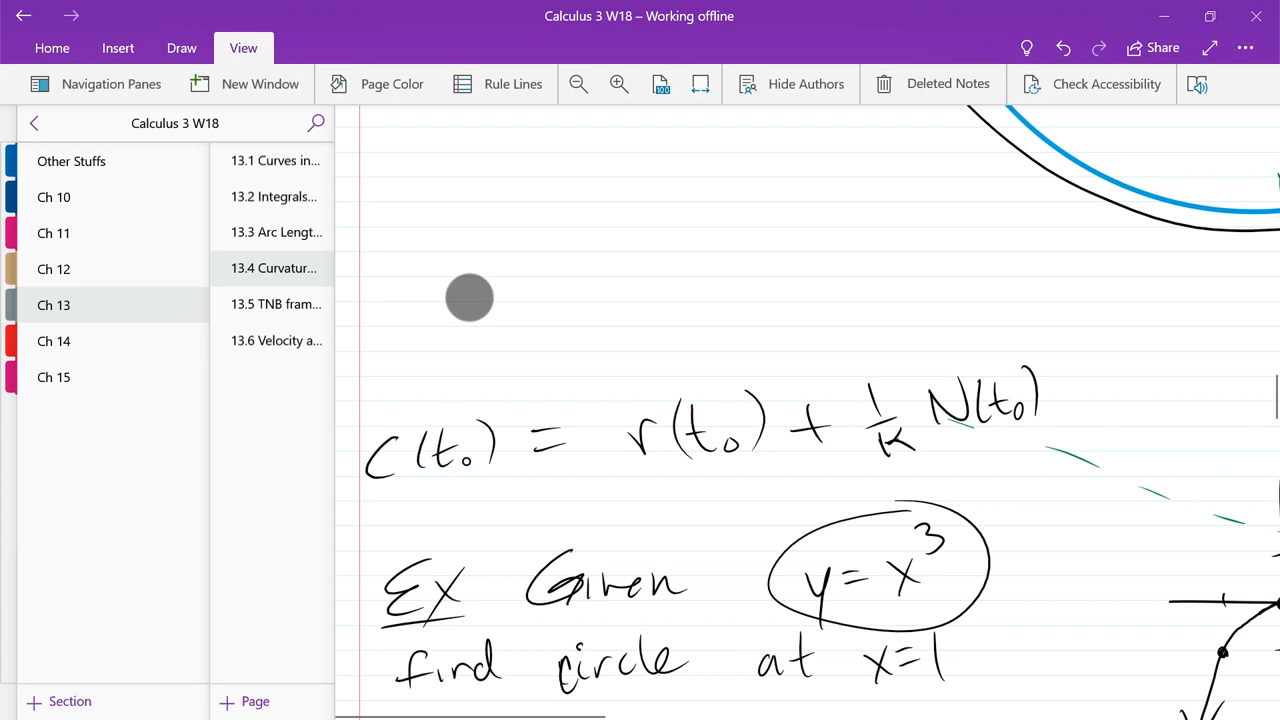 Calculus 3 W18 – Working offline
Home Insert Draw View
Share
Navigation Panes New Window Page Color Rule Lines 100 Hide Authors Deleted Notes Check Accessibility
Calculus 3 W18
Other Stuffs
Ch 10
Ch 11
Ch 12
Ch 13
Ch 14
Ch 15
13.1 Curves in...
13.2 Integrals...
13.3 Arc Lengt...
13.4 Curvatur...
13.5 TNB fram...
13.6 Velocity a...
C(t₀) = r(t₀) + 1/K N(t₀)
Ex Given y = x³
find circle at x=1
+ Section + Page